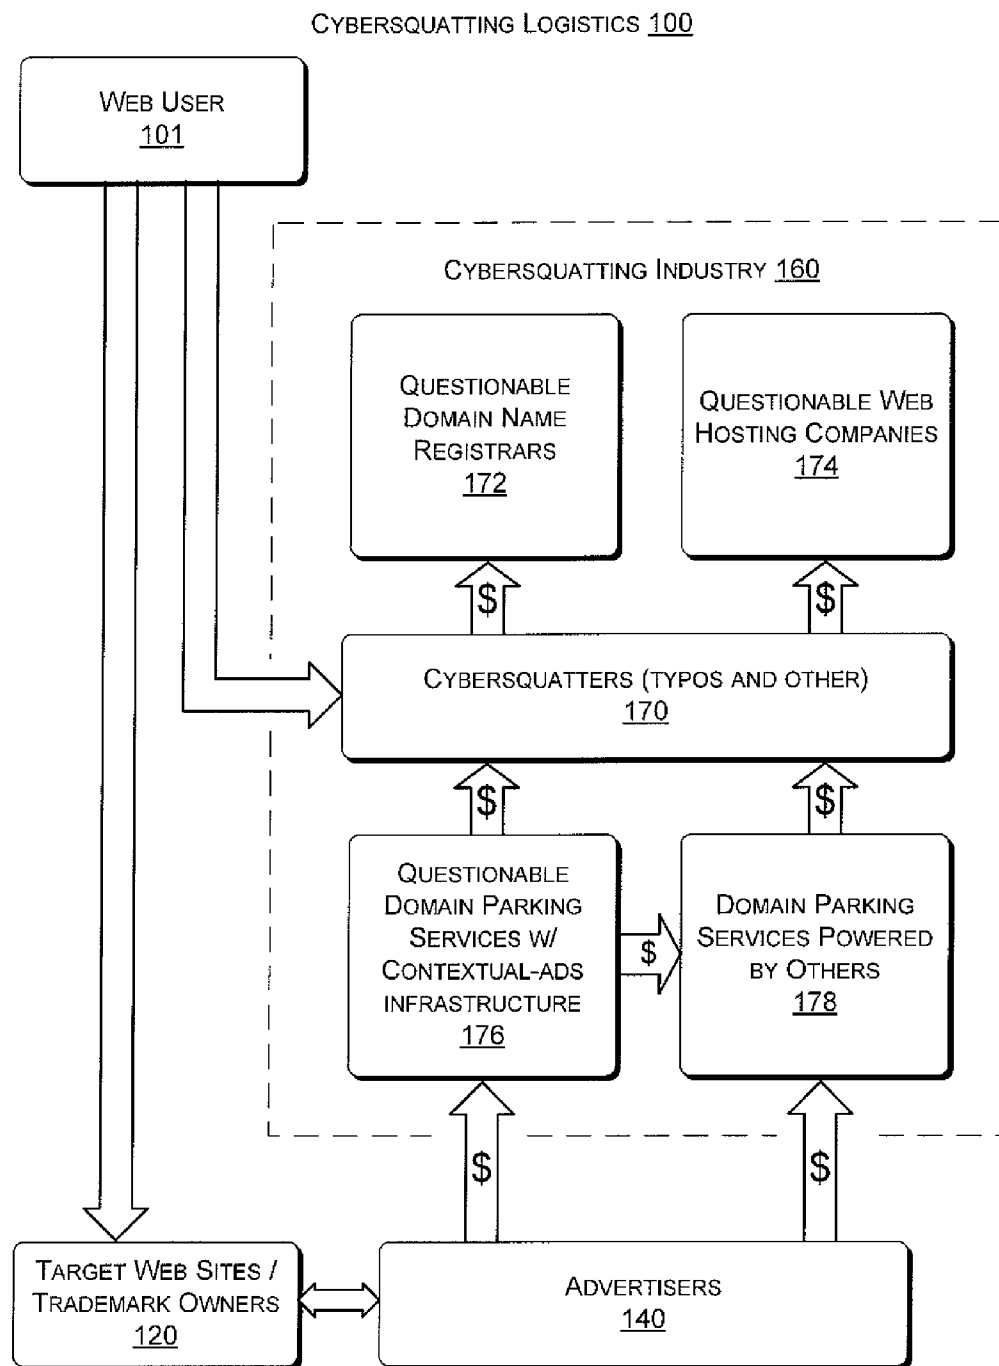 CYBERSQUATTING LOGISTICS 100
WEB USER
101
CYBERSQUATTING INDUSTRY 160
QUESTIONABLE
DOMAIN NAME
REGISTRARS
172
QUESTIONABLE WEB
HOSTING COMPANIES
174
$
$
CYBERSQUATTERS (TYPOS AND OTHER)
170
$
$
QUESTIONABLE
DOMAIN PARKING
SERVICES W/
CONTEXTUAL-ADS
INFRASTRUCTURE
176
$
DOMAIN PARKING
SERVICES POWERED
BY OTHERS
178
$
$
TARGET WEB SITES /
TRADEMARK OWNERS
120
ADVERTISERS
140